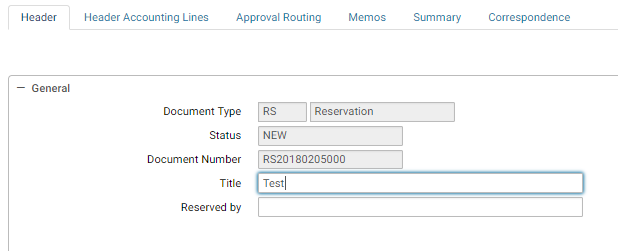 Header Header Accounting Lines Approval Routing Memos Summary Correspondence
General
Document Type RS Reservation
Status NEW
Document Number RS20180205000
Title Test
Reserved by